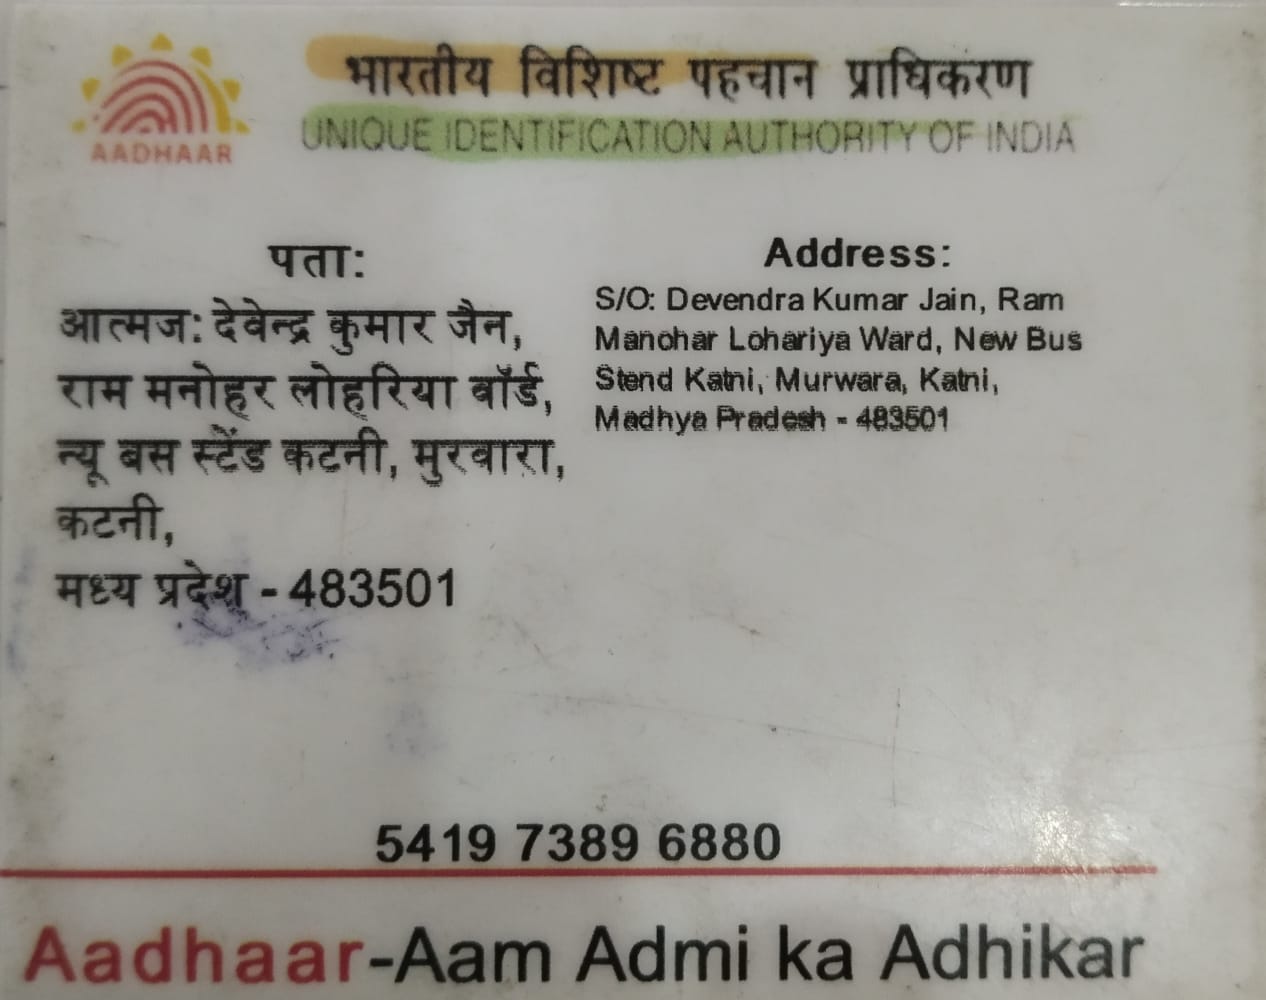 भारतीय विशिष्ट पहचान प्राधिकरण
UNIQUE IDENTIFICATION AUTHORITY OF INDIA
AADHAAR
पता:
आत्मज: देवेन्द्र कुमार जैन,
राम मनोहर लोहरिया वॉर्ड,
न्यू बस स्टेंड कटनी, मुरवारा,
कटनी,
मध्य प्रदेश - 483501
Address:
S/O: Devendra Kumar Jain, Ram
Manohar Lohariya Ward, New Bus
Stend Katni, Murwara, Katni,
Madhya Pradesh - 483501
5419 7389 6880
Aadhaar-Aam Admi ka Adhikar